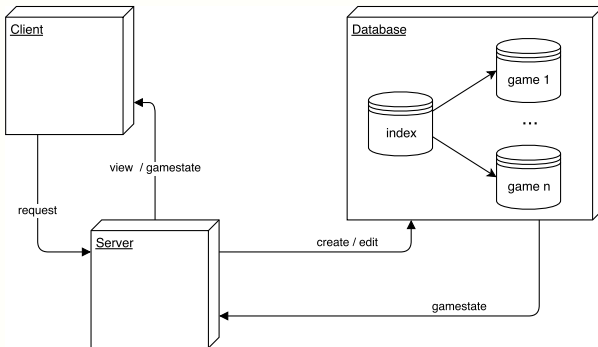 Client
Database
game 1
index
...
game n
view / gamestate
request
Server
create / edit
gamestate